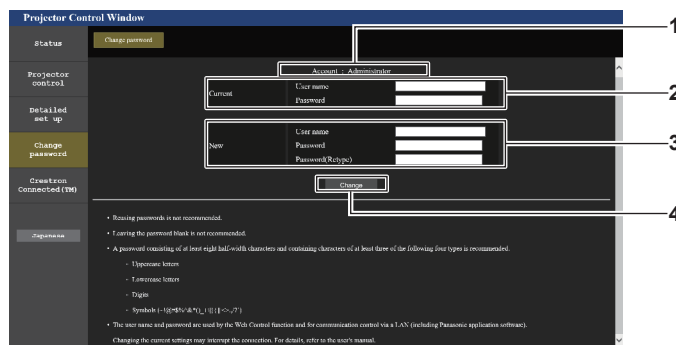 Projector Control Window
Status
Change password
1
Projector
control
Account : Administrator
Current
User name
Password
2
Detailed
set up
New
User name
Password
Password(Retype)
3
Change
password
Change
4
Crestron
Connected(TM)
Japanese
• Reusing passwords is not recommended.
• Leaving the password blank is not recommended.
• A password consisting of at least eight half-width characters and containing characters of at least three of the following four types is recommended.
- Uppercase letters
- Lowercase letters
- Digits
- Symbols
• The user name and password are used by the Web Control function and for communication control via a LAN (including Panasonic application software).
Changing the current settings may interrupt the connection. For details, refer to the user's manual.